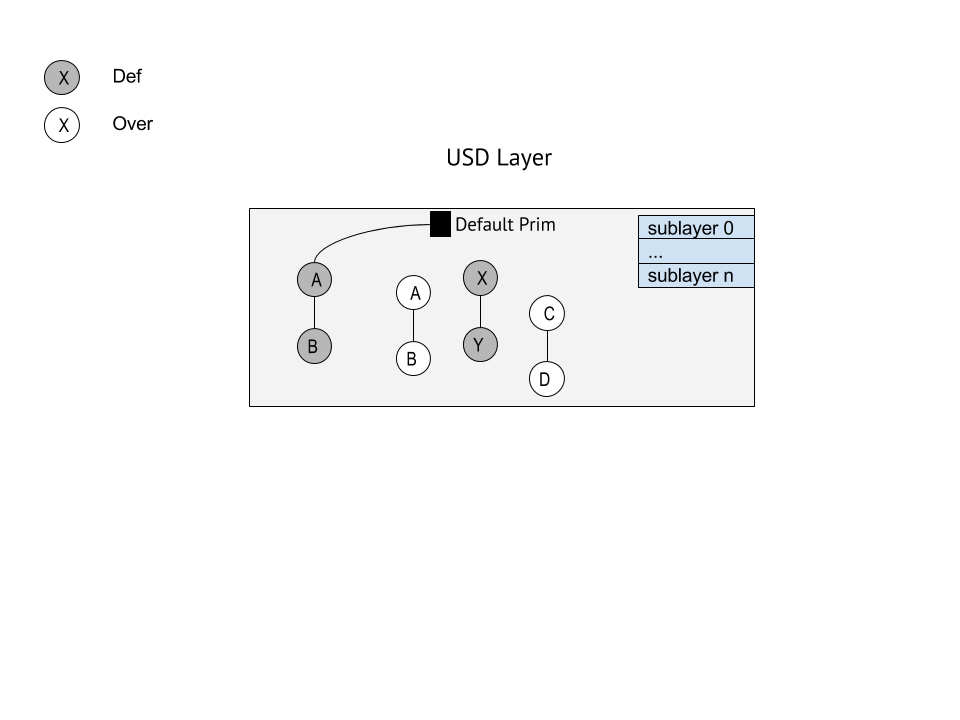 X Def
X Over
USD Layer
Default Prim
sublayer 0
...
sublayer n
A
B
A
B
X
Y
C
D